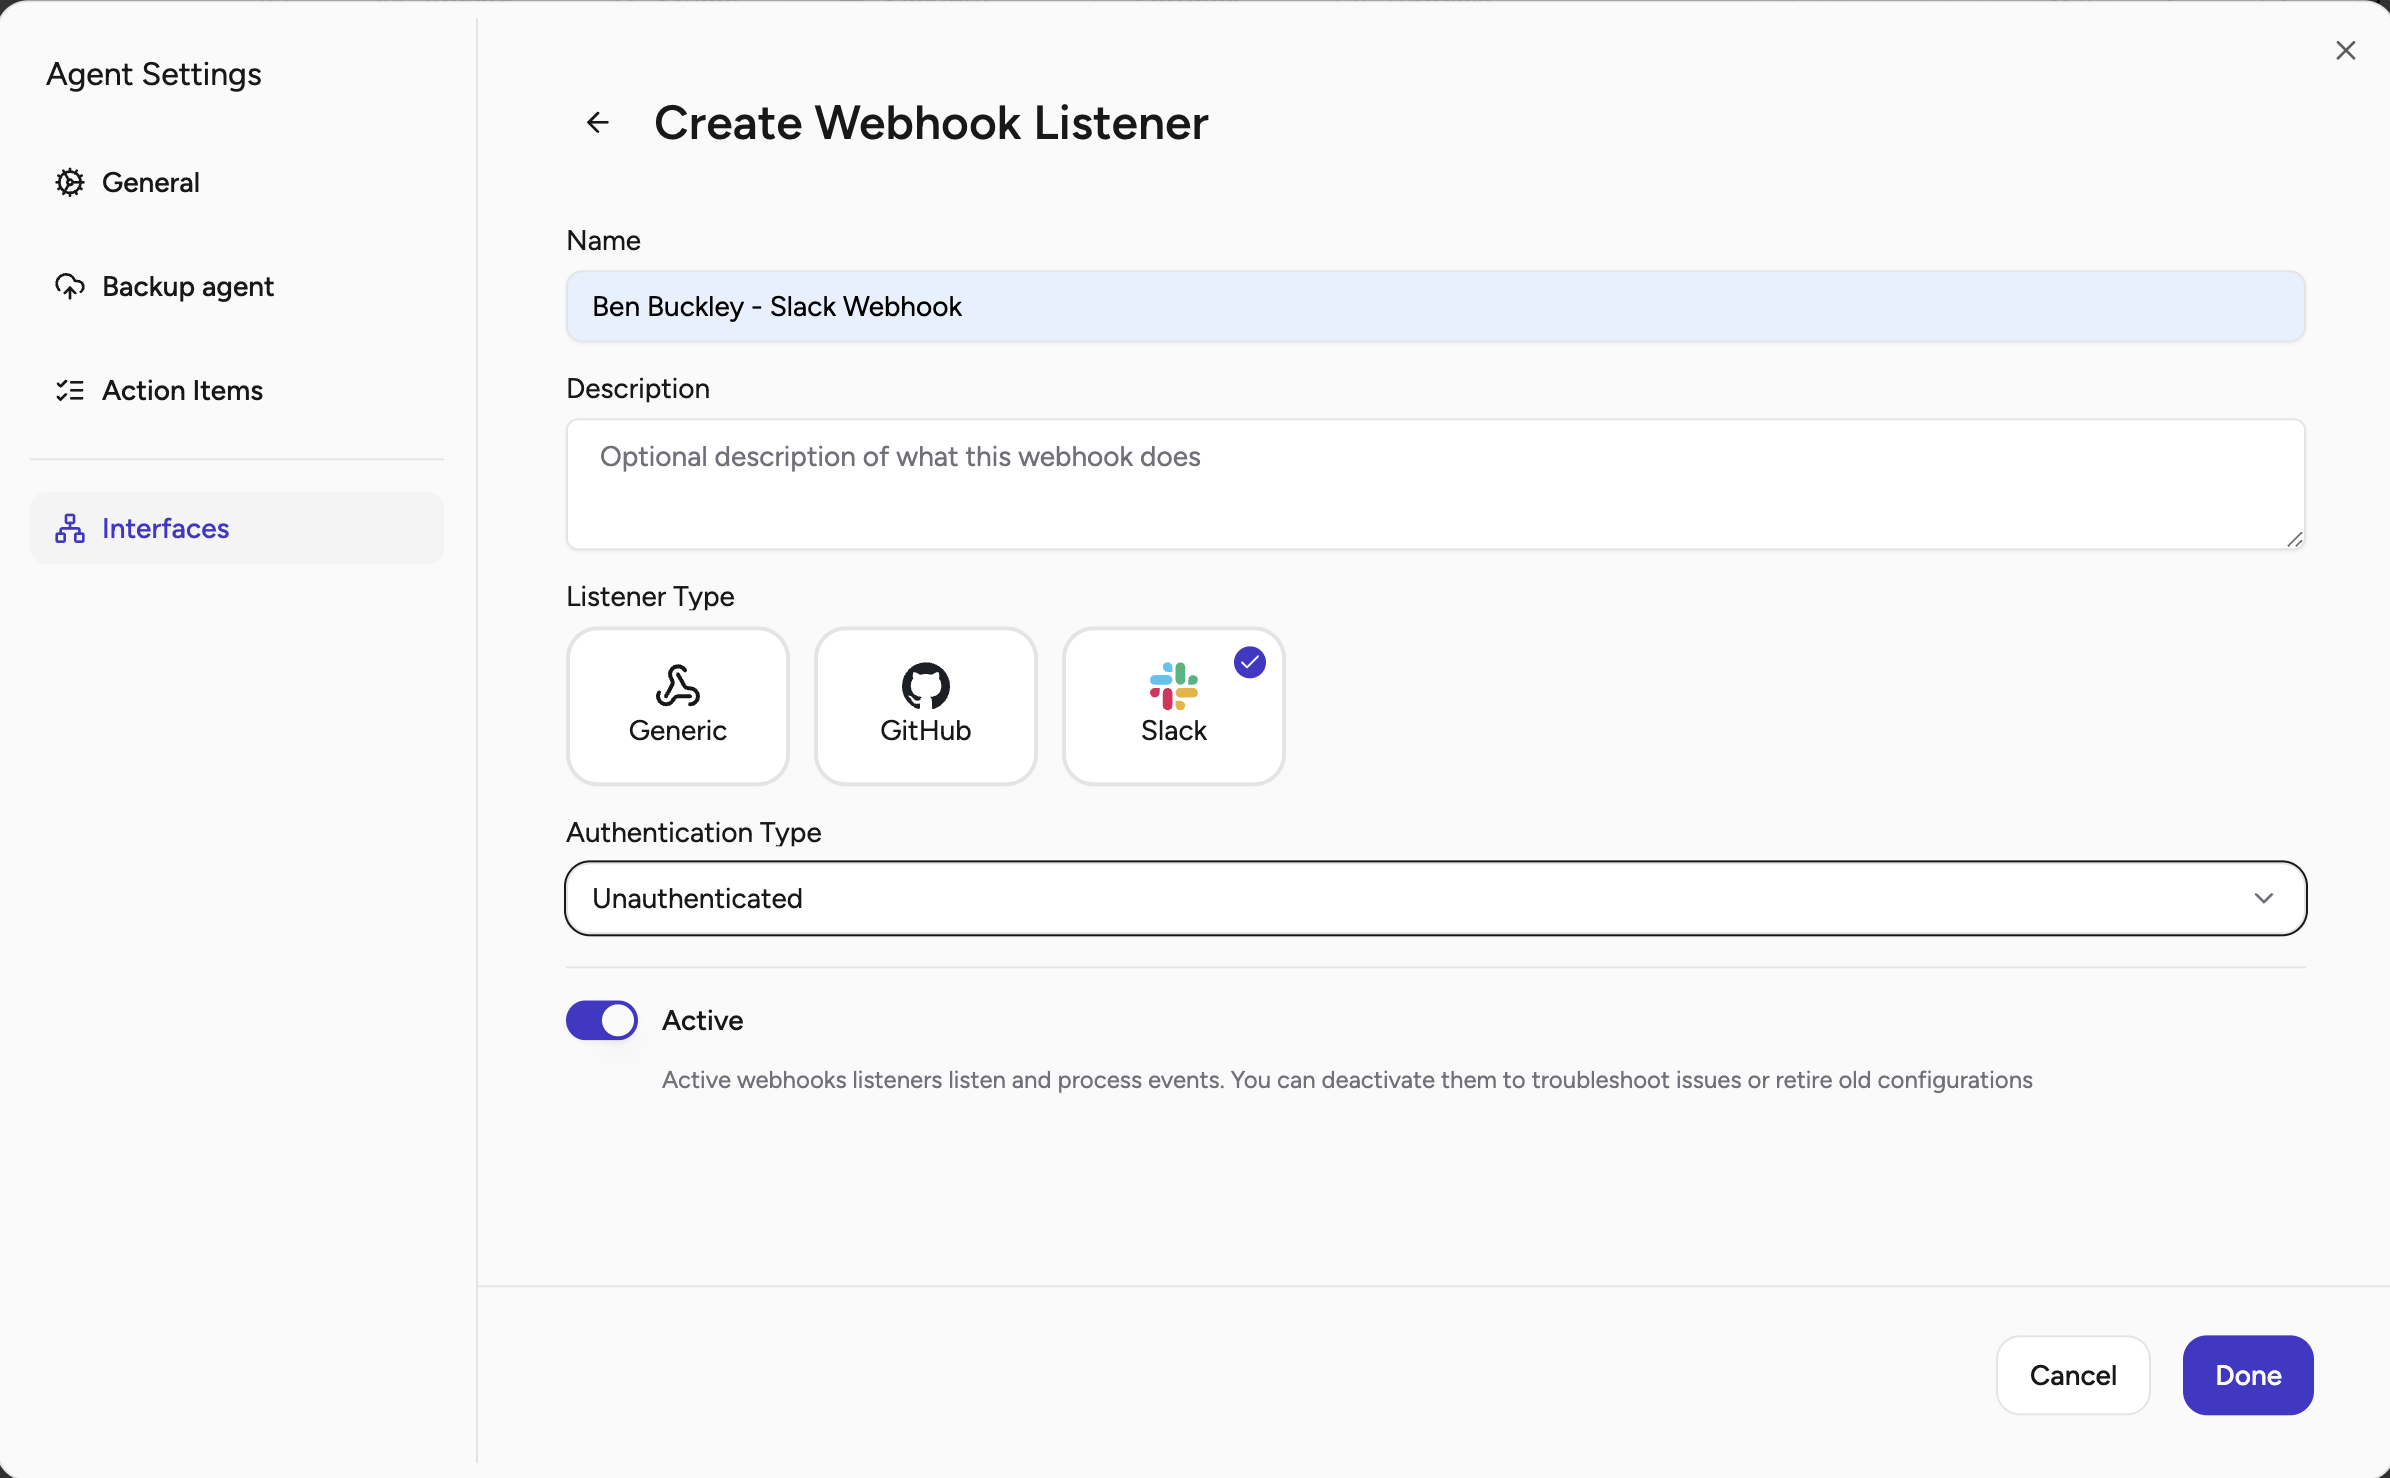 Agent Settings
General
Backup agent
Action Items
Interfaces
Create Webhook Listener
Name
Ben Buckley - Slack Webhook
Description
Optional description of what this webhook does
Listener Type
Generic
GitHub
Slack
Authentication Type
Unauthenticated
Active
Active webhooks listeners listen and process events. You can deactivate them to troubleshoot issues or retire old configurations
Cancel
Done